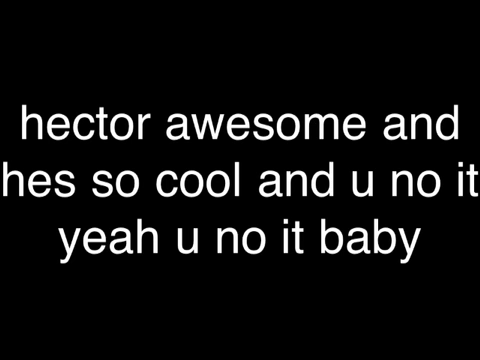 hector awesome and
hes so cool and u no it
yeah u no it baby